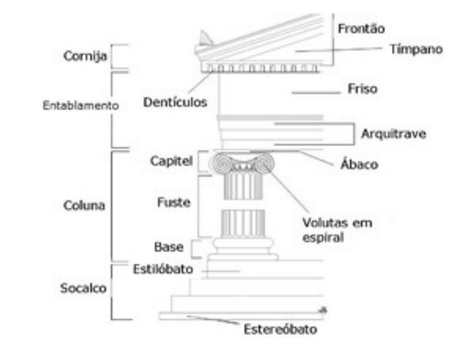 Frontão
Cornija
Tímpano
Dentículos
Friso
Entablamento
Arquitrave
Capitel
Ábaco
Coluna
Fuste
Volutas em
espiral
Base
Estilóbato
Socalco
Estereóbato